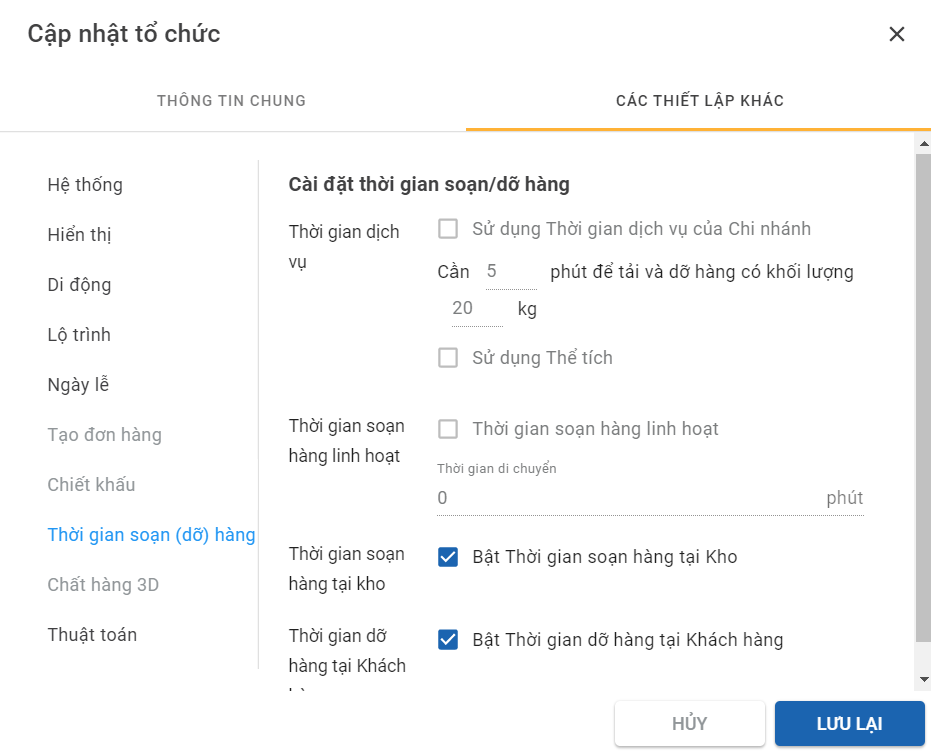 Cập nhật tổ chức
THÔNG TIN CHUNG
CÁC THIẾT LẬP KHÁC
Hệ thống
Hiển thị
Di động
Lộ trình
Ngày lễ
Tạo đơn hàng
Chiết khấu
Thời gian soạn (dỡ) hàng
Chất hàng 3D
Thuật toán
Cài đặt thời gian soạn/dỡ hàng
Thời gian dịch
vụ
Sử dụng Thời gian dịch vụ của Chi nhánh
Cần 5 phút để tải và dỡ hàng có khối lượng
20 kg
Sử dụng Thể tích
Thời gian soạn
hàng linh hoạt
Thời gian soạn hàng linh hoạt
Thời gian di chuyển
0 phút
Thời gian soạn
hàng tại kho
Bật Thời gian soạn hàng tại Kho
Thời gian dỡ
hàng tại Khách
Bật Thời gian dỡ hàng tại Khách hàng
HỦY
LƯU LẠI